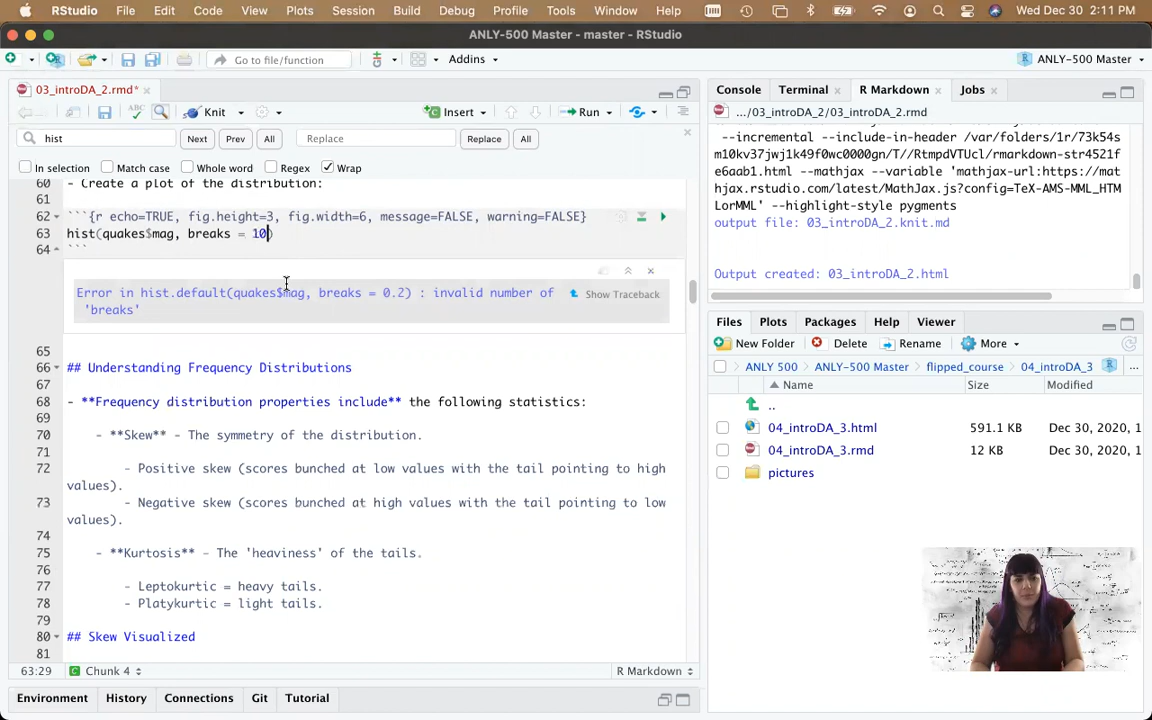 RStudio File Edit Code View Plots Session Build Debug Profile Tools Window Help Wed Dec 30 2:11 PM
ANLY-500 Master - master - RStudio
Go to file/function Addins ANLY-500 Master
03_introDA_2.rmd*
Knit Insert Run
hist Next Prev All Replace Replace All
In selection Match case Whole word Regex Wrap
60 - Create a plot of the distribution:
61
62 ```{r echo=TRUE, fig.height=3, fig.width=6, message=FALSE, warning=FALSE}
63 hist(quakes$mag, breaks = 10)
64 ```
Error in hist.default(quakes$mag, breaks = 0.2) : invalid number of
'breaks'
Show Traceback
65
66 ## Understanding Frequency Distributions
67
68 - **Frequency distribution properties include** the following statistics:
69
70 - **Skew** - The symmetry of the distribution.
71
72 - Positive skew (scores bunched at low values with the tail pointing to high
values).
73 - Negative skew (scores bunched at high values with the tail pointing to low
values).
74
75 - **Kurtosis** - The 'heaviness' of the tails.
76
77 - Leptokurtic = heavy tails.
78 - Platykurtic = light tails.
79
80 ## Skew Visualized
81
63:29 Chunk 4 R Markdown
Environment History Connections Git Tutorial
Console Terminal R Markdown Jobs
.../03_introDA_2/03_introDA_2.rmd
--incremental --include-in-header /var/folders/1r/73k54s
m10kv37jwj1k49f0wc0000gn/T//RtmpdVTUcl/rmarkdown-str4521f
e6aab1.html --mathjax --variable 'mathjax-url:https://mat
hjax.rstudio.com/latest/MathJax.js?config=TeX-AMS-MML_HTM
LorMML' --highlight-style pygments
output file: 03_introDA_2.knit.md
Output created: 03_introDA_2.html
Files Plots Packages Help Viewer
New Folder Delete Rename More
ANLY 500 ANLY-500 Master flipped_course 04_introDA_3 ...
Name Size Modified
..
04_introDA_3.html 591.1 KB Dec 30, 2020, 1
04_introDA_3.rmd 12 KB Dec 30, 2020, 1
pictures